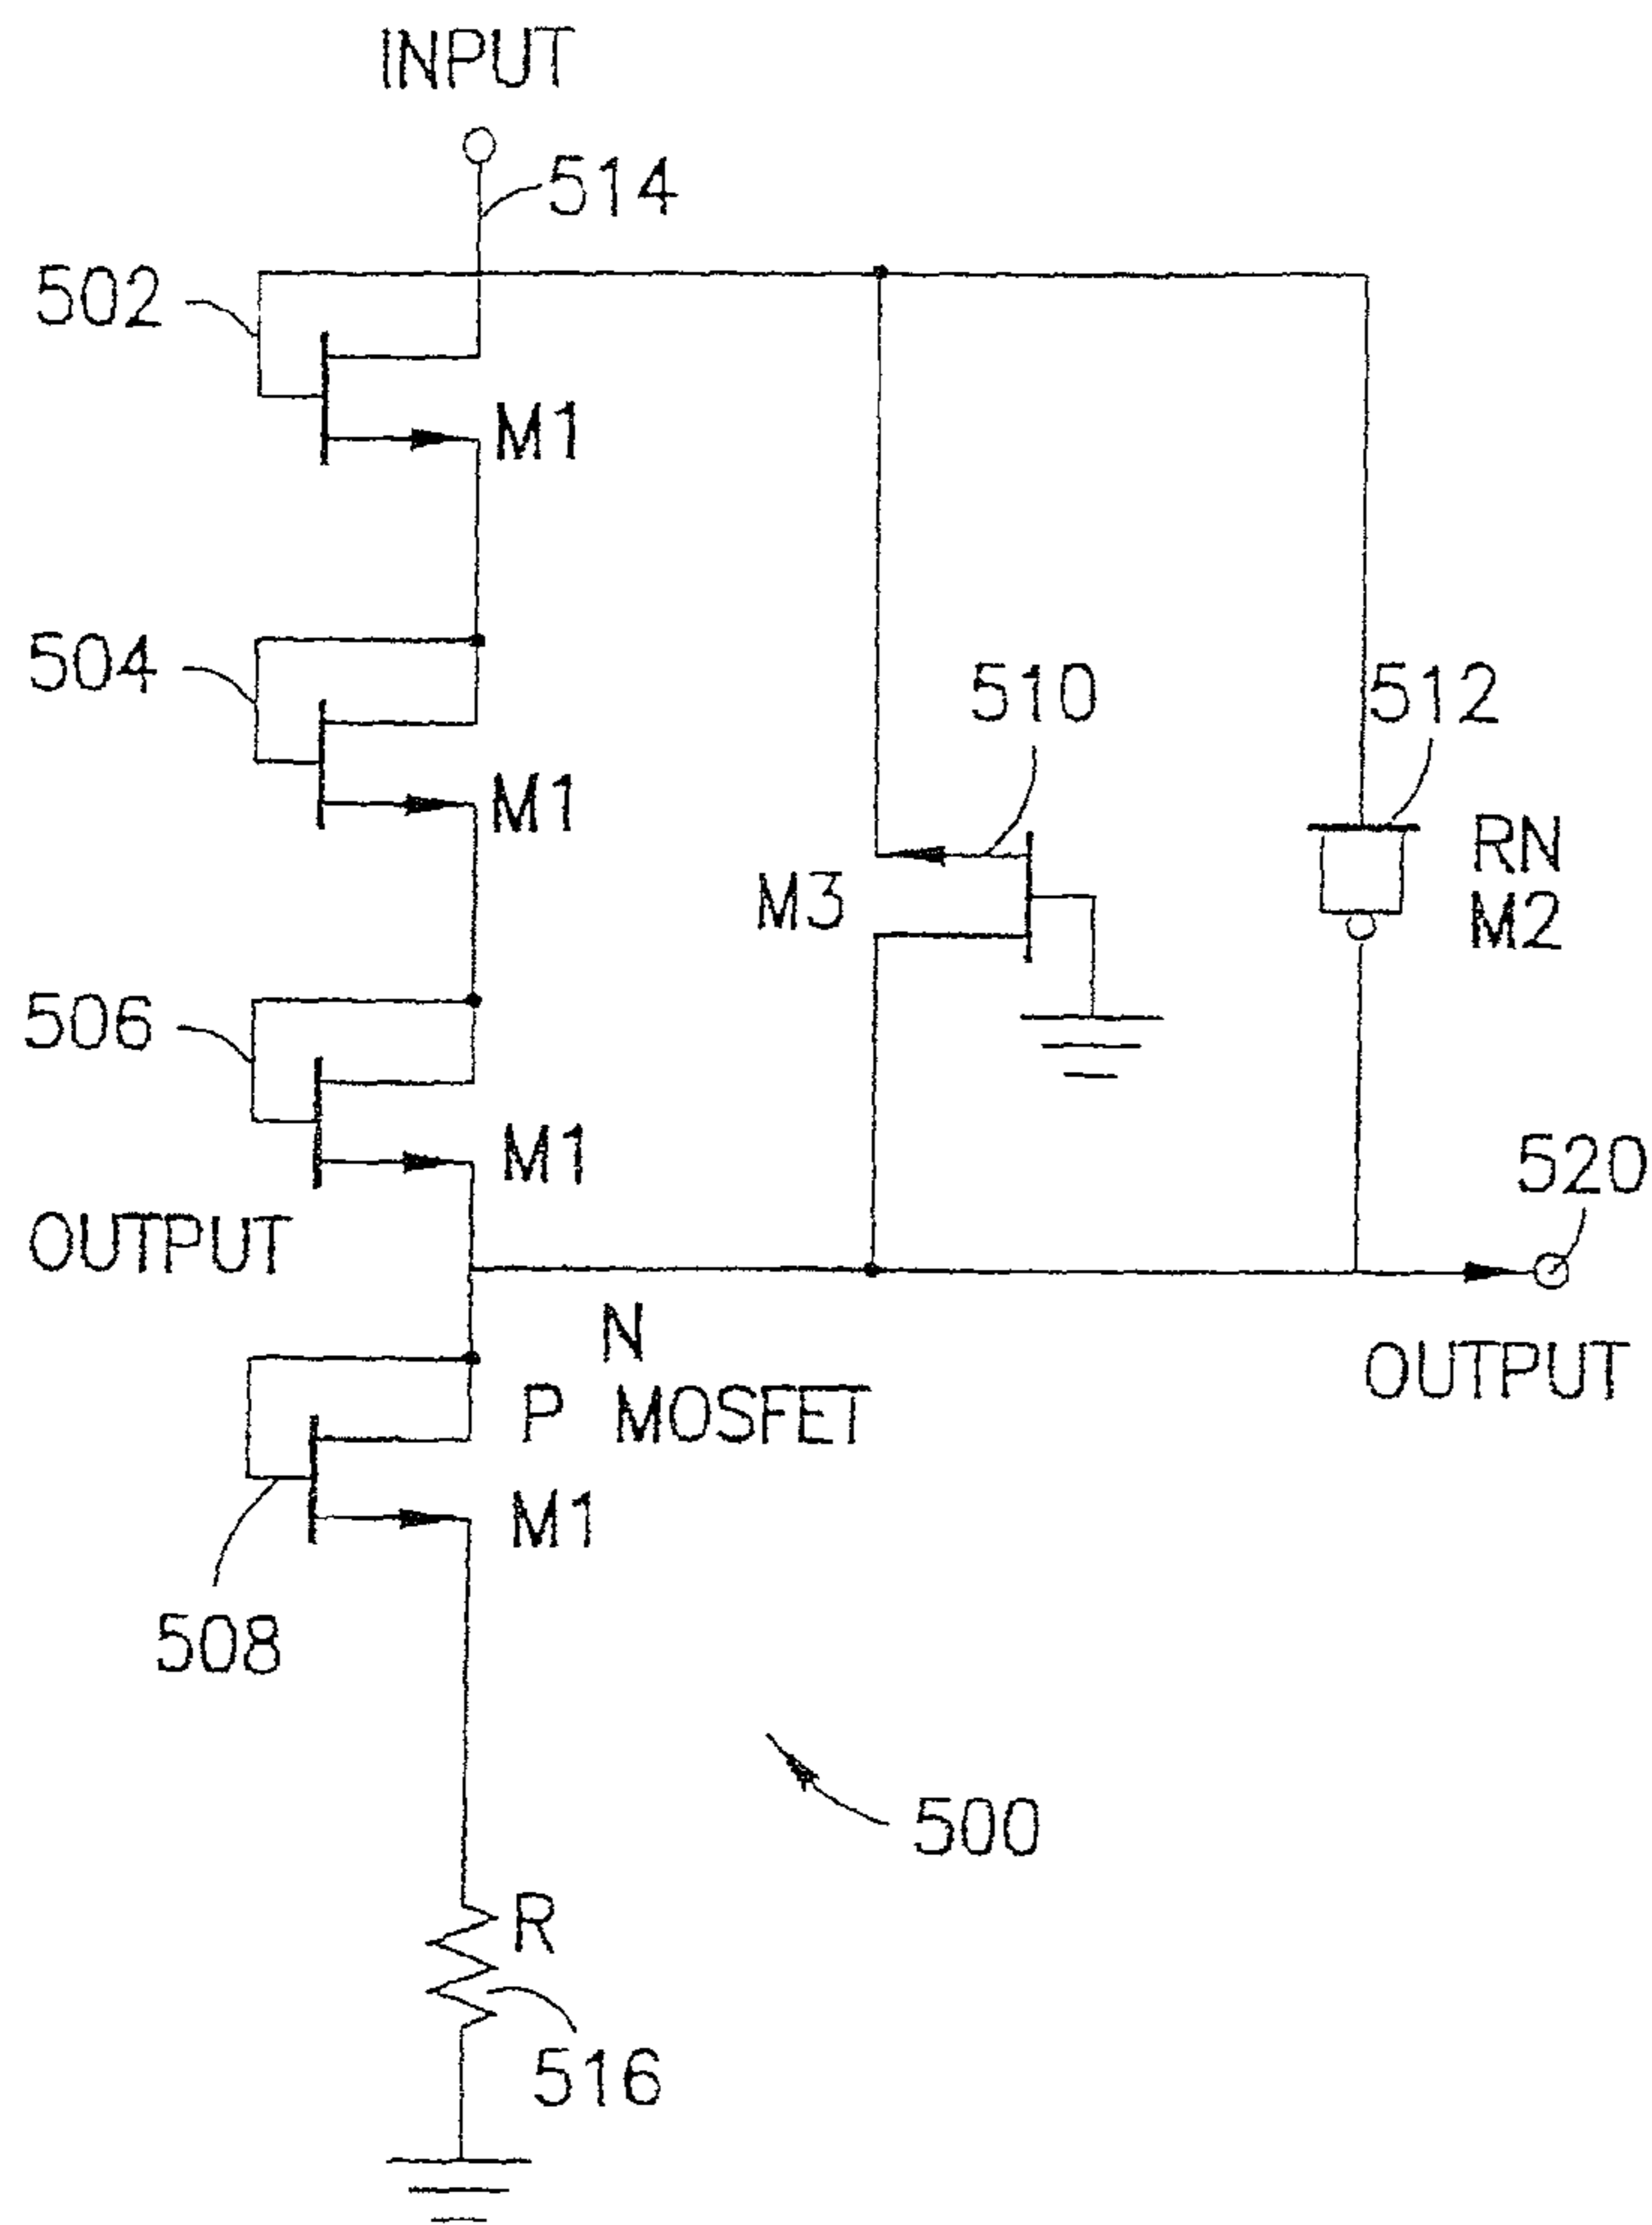 INPUT
514
502
M1
504
M1
510
512
RN
M2
M3
506
M1
520
OUTPUT
OUTPUT
N
P MOSFET
M1
508
500
R
516